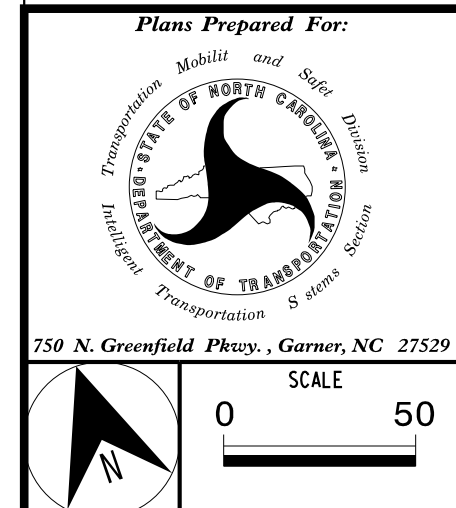 Plans Prepared For:
Transportation Mobilit and Safet Division
STATE OF NORTH CAROLINA
DEPARTMENT OF TRANSPORTATION
Intelligent Transportation S stems Section
750 N. Greenfield Pkwy. , Garner, NC 27529
N
SCALE
0 50